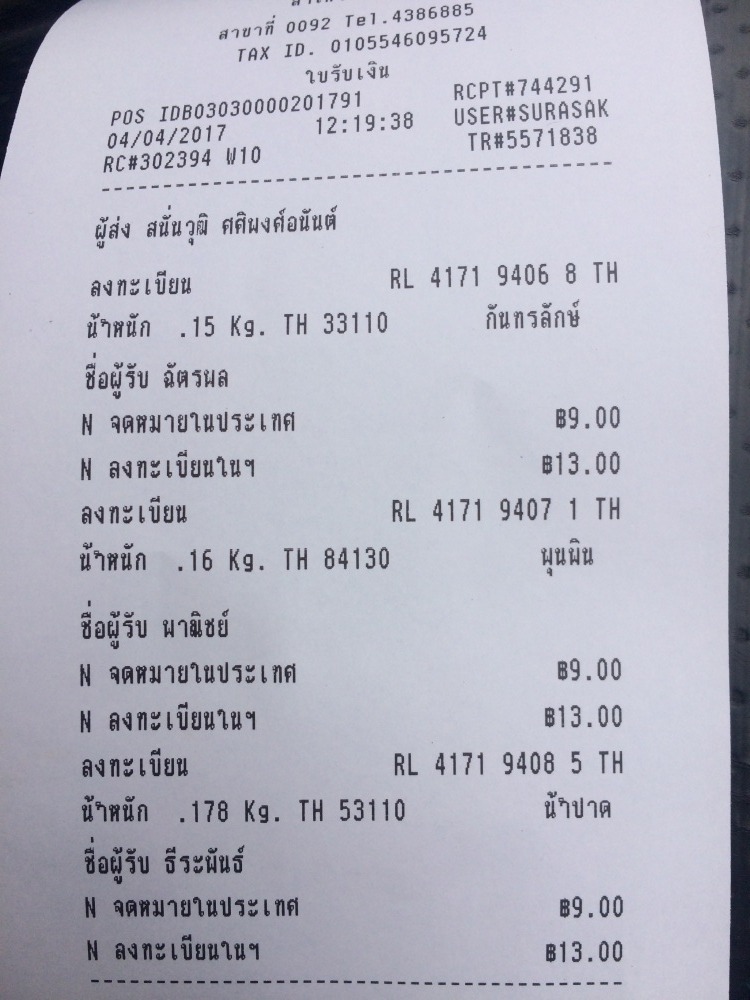 สาขาที่ 0092 Tel.4386885
TAX ID. 0105546095724
ใบรับเงิน
POS IDB03030000201791 RCPT#744291
04/04/2017 12:19:38 USER#SURASAK
RC#302394 W10 TR#5571838
ผู้ส่ง สนั่นวุฒิ ศศิพงศ์อนันต์
ลงทะเบียน RL 4171 9406 8 TH
น้ำหนัก .15 Kg. TH 33110 กันทรลักษ์
ชื่อผู้รับ ฉัตรผล
N จดหมายในประเทศ ฿9.00
N ลงทะเบียนในฯ ฿13.00
ลงทะเบียน RL 4171 9407 1 TH
น้ำหนัก .16 Kg. TH 84130 พุนพิน
ชื่อผู้รับ พาณิชย์
N จดหมายในประเทศ ฿9.00
N ลงทะเบียนในฯ ฿13.00
ลงทะเบียน RL 4171 9408 5 TH
น้ำหนัก .178 Kg. TH 53110 น้ำปาด
ชื่อผู้รับ ธีระพันธ์
N จดหมายในประเทศ ฿9.00
N ลงทะเบียนในฯ ฿13.00